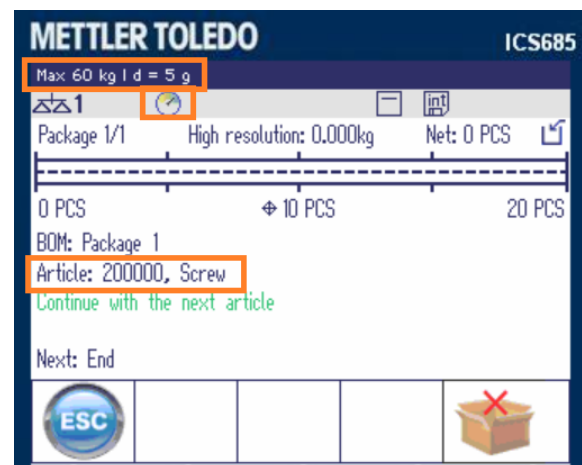 METTLER TOLEDO ICS685
Max 60 kg | d = 5 g
1 int
Package 1/1 High resolution: 0.000kg Net: 0 PCS
0 PCS 10 PCS 20 PCS
BOM: Package 1
Article: 200000, Screw
Continue with the next article
Next: End
ESC